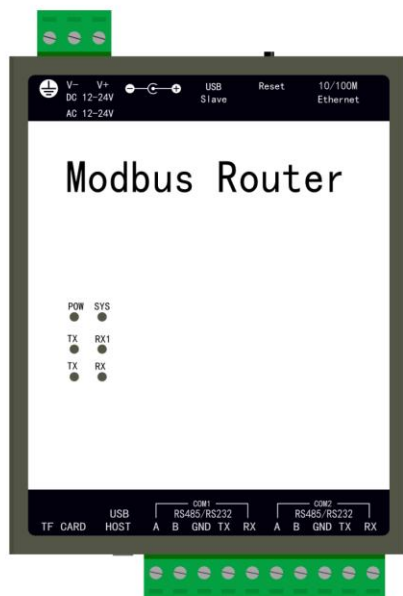 V- V+
DC 12-24V
AC 12-24V
USB
Slave
Reset
10/100M
Ethernet
Modbus Router
POW SYS
TX RX1
TX RX
TF CARD
USB
HOST
COM1
RS485/RS232
A B GND TX RX
COM2
RS485/RS232
A B GND TX RX